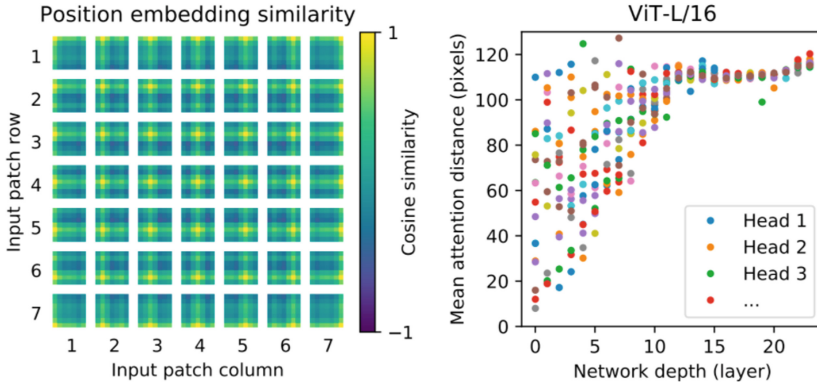 Position embedding similarity
Input patch row
1
2
3
4
5
6
7
1 2 3 4 5 6 7
Input patch column
1
−1
Cosine similarity
ViT-L/16
Mean attention distance (pixels)
120
100
80
60
40
20
0
0 5 10 15 20
Network depth (layer)
Head 1
Head 2
Head 3
...